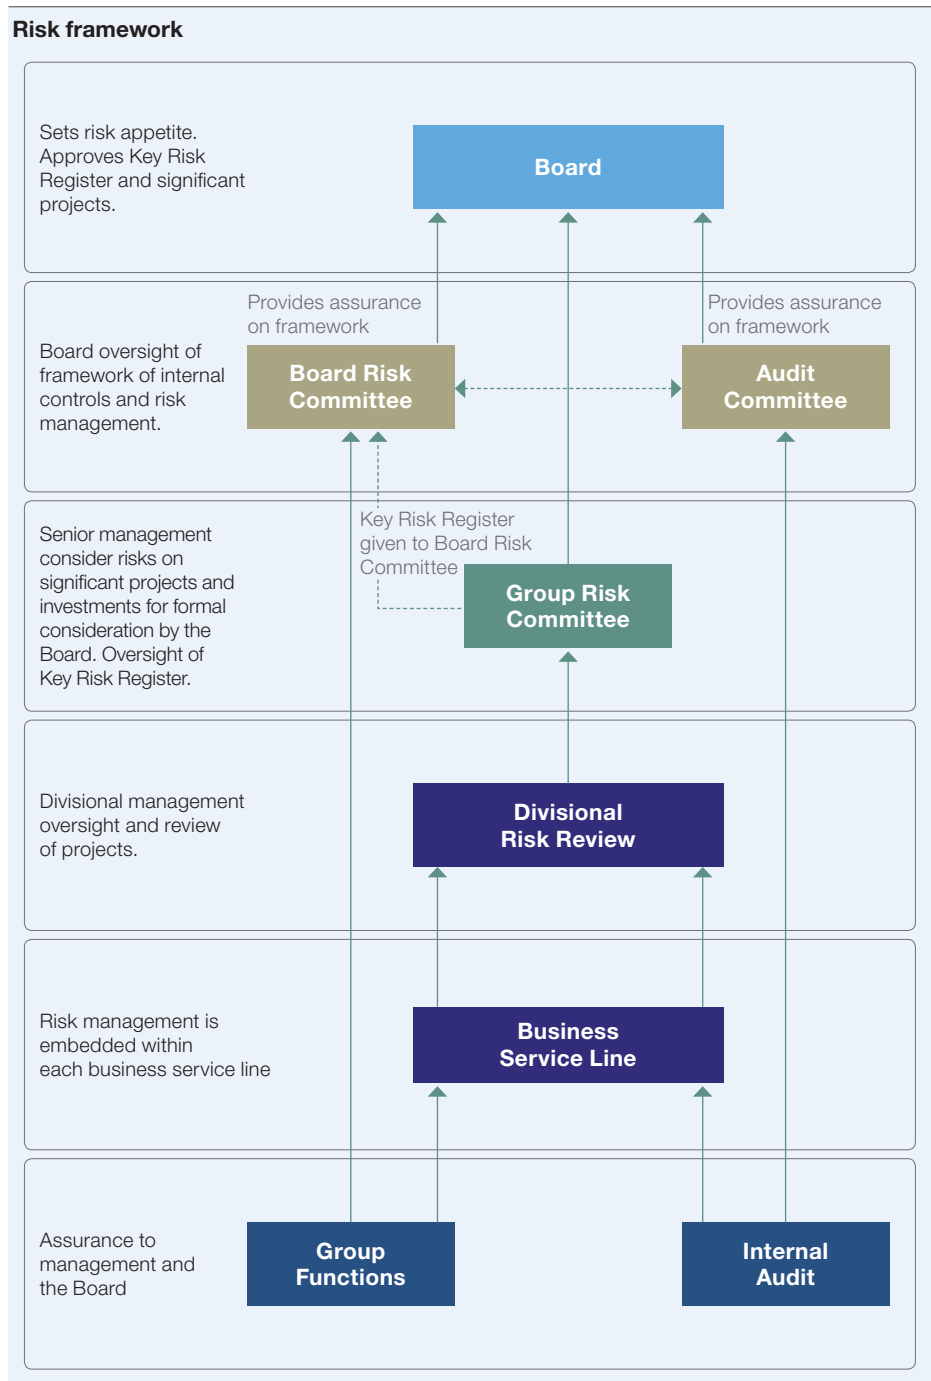 Risk framework
Sets risk appetite.
Approves Key Risk
Register and significant
projects.
Board
Provides assurance
on framework
Provides assurance
on framework
Board oversight of
framework of internal
controls and risk
management.
Board Risk
Committee
Audit
Committee
Senior management
consider risks on
significant projects and
investments for formal
consideration by the
Board. Oversight of
Key Risk Register.
Key Risk Register
given to Board Risk
Committee
Group Risk
Committee
Divisional management
oversight and review
of projects.
Divisional
Risk Review
Risk management is
embedded within
each business service line
Business
Service Line
Assurance to
management and
the Board
Group
Functions
Internal
Audit